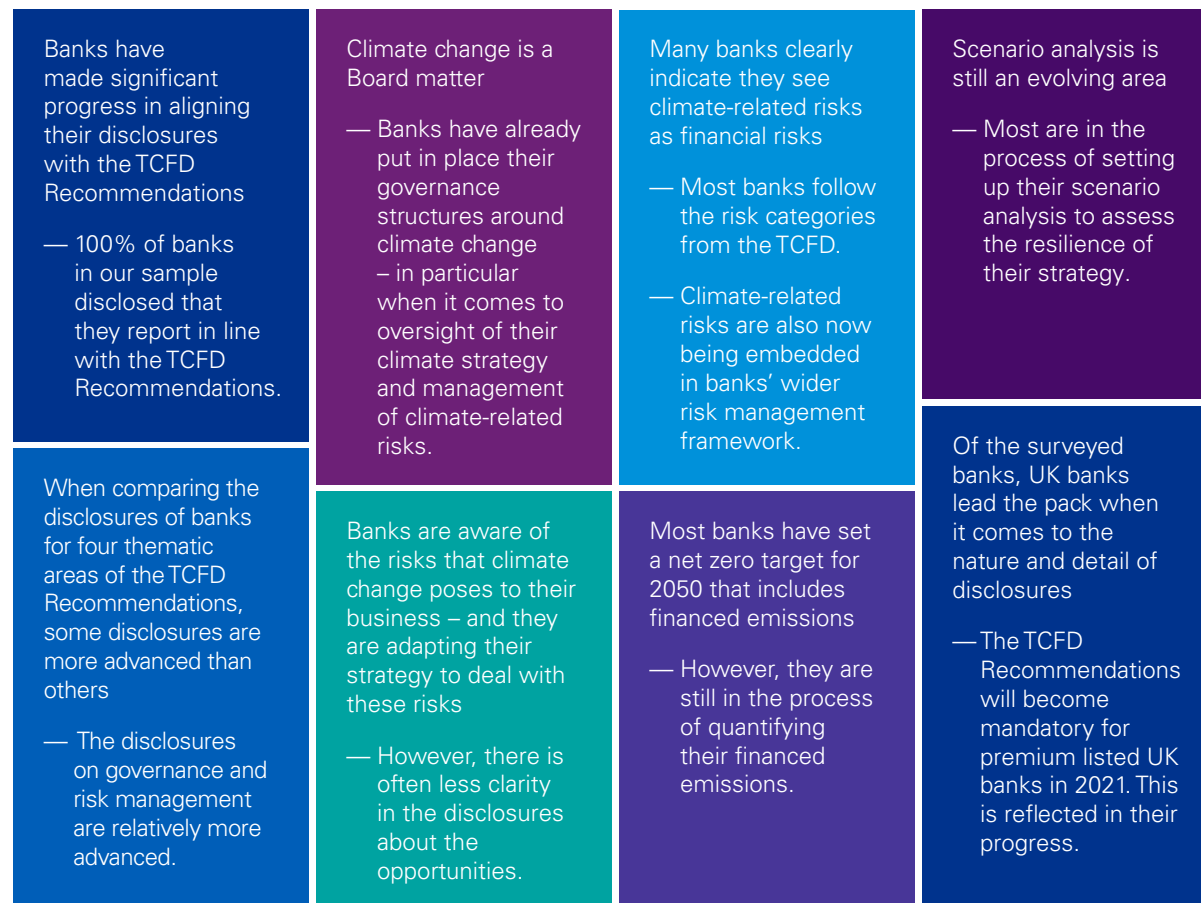 Banks have
made significant
progress in aligning
their disclosures
with the TCFD
Recommendations
— 100% of banks
in our sample
disclosed that
they report in line
with the TCFD
Recommendations.
When comparing the
disclosures of banks
for four thematic
areas of the TCFD
Recommendations,
some disclosures are
more advanced than
others
— The disclosures
on governance and
risk management
are relatively more
advanced.
Climate change is a
Board matter
— Banks have already
put in place their
governance
structures around
climate change
– in particular
when it comes to
oversight of their
climate strategy
and management
of climate-related
risks.
Banks are aware of
the risks that climate
change poses to their
business – and they
are adapting their
strategy to deal with
these risks
— However, there is
often less clarity
in the disclosures
about the
opportunities.
Many banks clearly
indicate they see
climate-related risks
as financial risks
— Most banks follow
the risk categories
from the TCFD.
— Climate-related
risks are also now
being embedded
in banks’ wider
risk management
framework.
Most banks have set
a net zero target for
2050 that includes
financed emissions
— However, they are
still in the process
of quantifying
their financed
emissions.
Scenario analysis is
still an evolving area
— Most are in the
process of setting
up their scenario
analysis to assess
the resilience of
their strategy.
Of the surveyed
banks, UK banks
lead the pack when
it comes to the
nature and detail of
disclosures
— The TCFD
Recommendations
will become
mandatory for
premium listed UK
banks in 2021. This
is reflected in their
progress.